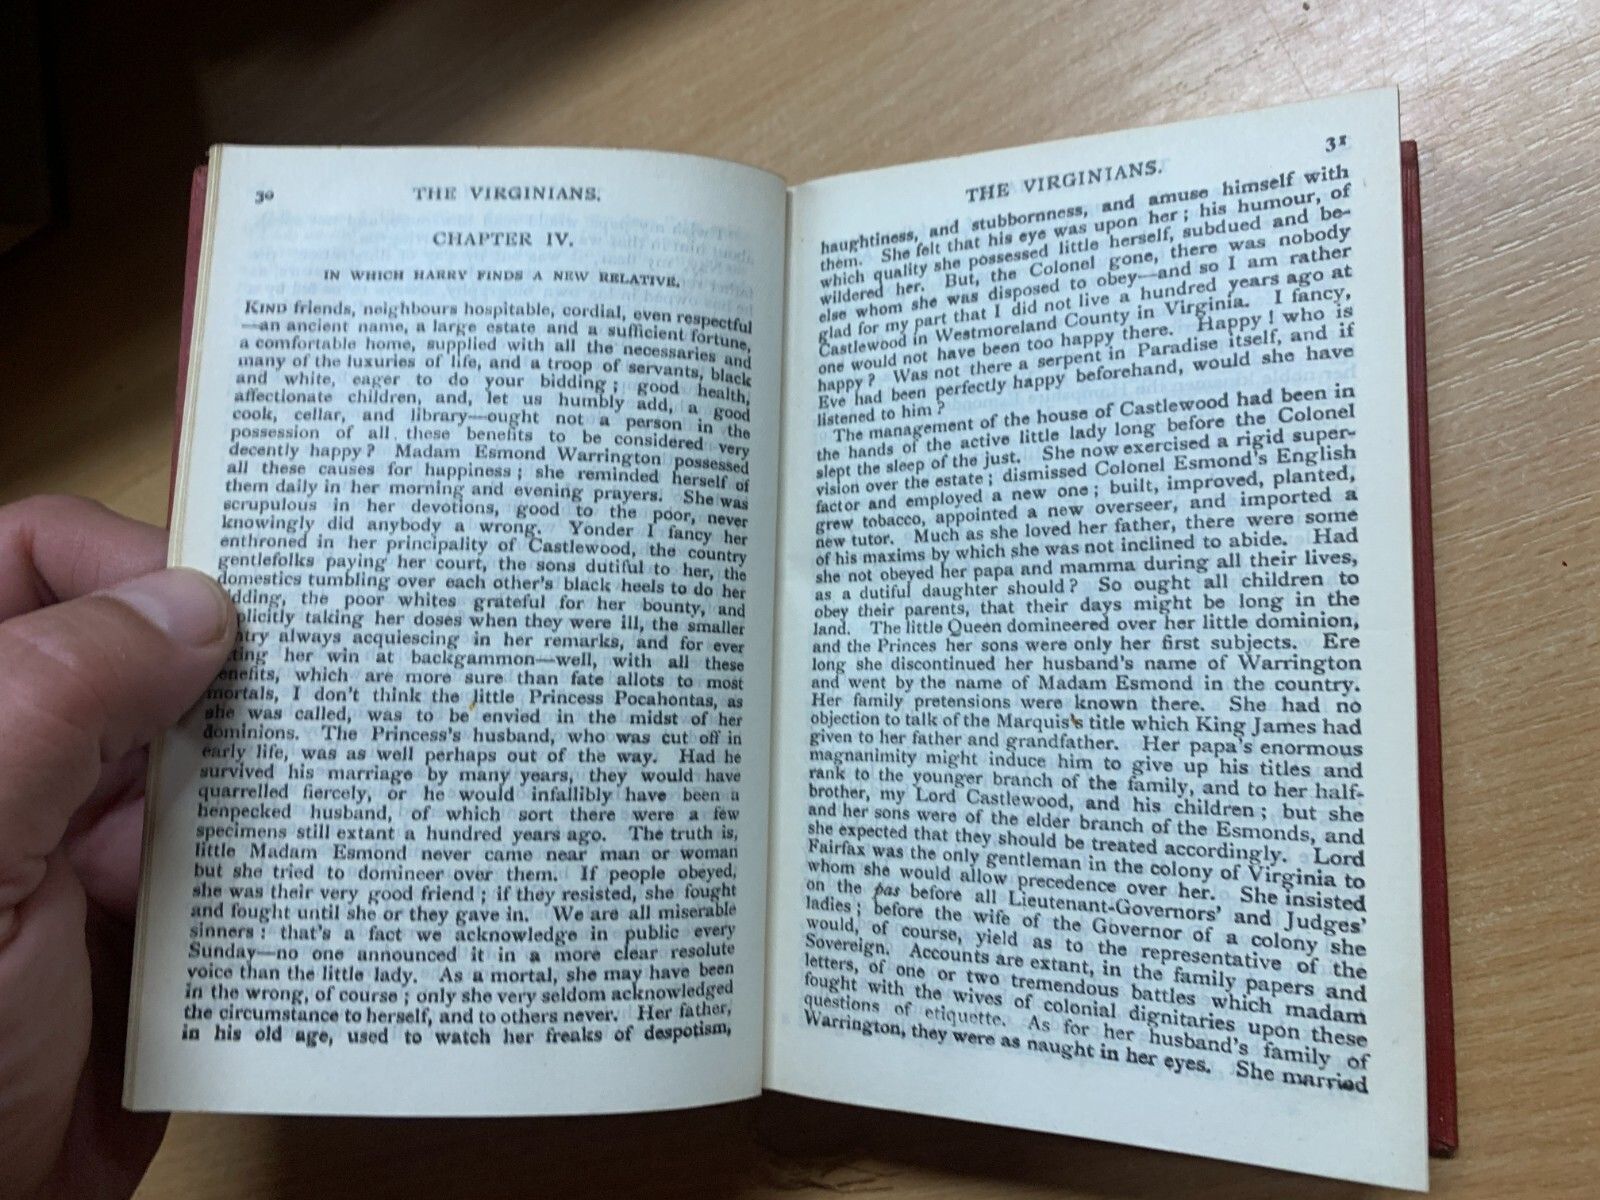 30
THE VIRGINIANS.
CHAPTER IV.
IN WHICH HARRY FINDS A NEW RELATIVE.
KIND friends, neighbours hospitable, cordial, even respectful
—an ancient name, a large estate and a sufficient fortune,
a comfortable home, supplied with all the necessaries and
many of the luxuries of life, and a troop of servants, black
and white, eager to do your bidding; good health,
affectionate children, and, let us humbly add, a good
cook, cellar, and library—ought not a person in the
possession of all these benefits to be considered very
decently happy? Madam Esmond Warrington possessed
all these causes for happiness; she reminded herself of
them daily in her morning and evening prayers. She was
scrupulous in her devotions, good to the poor, never
knowingly did anybody a wrong. Yonder I fancy her
enthroned in her principality of Castlewood, the country
gentlefolks paying her court, the sons dutiful to her, the
domestics tumbling over each other's black heels to do her
idding, the poor whites grateful for her bounty, and
plicitly taking her doses when they were ill, the smaller
ntry always acquiescing in her remarks, and for ever
tting her win at backgammon—well, with all these
enefits, which are more sure than fate allots to most
mortals, I don't think the little Princess Pocahontas, as
she was called, was to be envied in the midst of her
dominions. The Princess's husband, who was cut off in
early life, was as well perhaps out of the way. Had he
survived his marriage by many years, they would have
quarrelled fiercely, or he would infallibly have been a
henpecked husband, of which sort there were a few
specimens still extant a hundred years ago. The truth is,
little Madam Esmond never came near man or woman
but she tried to domineer over them. If people obeyed,
she was their very good friend; if they resisted, she fought
and fought until she or they gave in. We are all miserable
sinners: that's a fact we acknowledge in public every
Sunday—no one announced it in a more clear resolute
voice than the little lady. As a mortal, she may have been
in the wrong, of course; only she very seldom acknowledged
the circumstance to herself, and to others never. Her father,
in his old age, used to watch her freaks of despotism,
31
THE VIRGINIANS.
haughtiness, and stubbornness, and amuse himself with
them. She felt that his eye was upon her; his humour, of
which quality she possessed little herself, subdued and be-
wildered her. But, the Colonel gone, there was nobody
else whom she was disposed to obey—and so I am rather
glad for my part that I did not live a hundred years ago at
Castlewood in Westmoreland County in Virginia. I fancy,
one would not have been too happy there. Happy! who is
happy? Was not there a serpent in Paradise itself, and if
Eve had been perfectly happy beforehand, would she have
listened to him?
The management of the house of Castlewood had been in
the hands of the active little lady long before the Colonel
slept the sleep of the just. She now exercised a rigid super-
vision over the estate; dismissed Colonel Esmond's English
factor and employed a new one; built, improved, planted,
grew tobacco, appointed a new overseer, and imported a
new tutor. Much as she loved her father, there were some
of his maxims by which she was not inclined to abide. Had
she not obeyed her papa and mamma during all their lives,
as a dutiful daughter should? So ought all children to
obey their parents, that their days might be long in the
land. The little Queen domineered over her little dominion,
and the Princes her sons were only her first subjects. Ere
long she discontinued her husband's name of Warrington
and went by the name of Madam Esmond in the country.
Her family pretensions were known there. She had no
objection to talk of the Marquis's title which King James had
given to her father and grandfather. Her papa's enormous
magnanimity might induce him to give up his titles and
rank to the younger branch of the family, and to her half-
brother, my Lord Castlewood, and his children; but she
and her sons were of the elder branch of the Esmonds, and
she expected that they should be treated accordingly. Lord
Fairfax was the only gentleman in the colony of Virginia to
whom she would allow precedence over her. She insisted
on the pas before all Lieutenant-Governors' and Judges'
ladies; before the wife of the Governor of a colony she
would, of course, yield as to the representative of the
Sovereign. Accounts are extant, in the family papers and
letters, of one or two tremendous battles which madam
fought with the wives of colonial dignitaries upon these
questions of etiquette. As for her husband's family of
Warrington, they were as naught in her eyes. She married